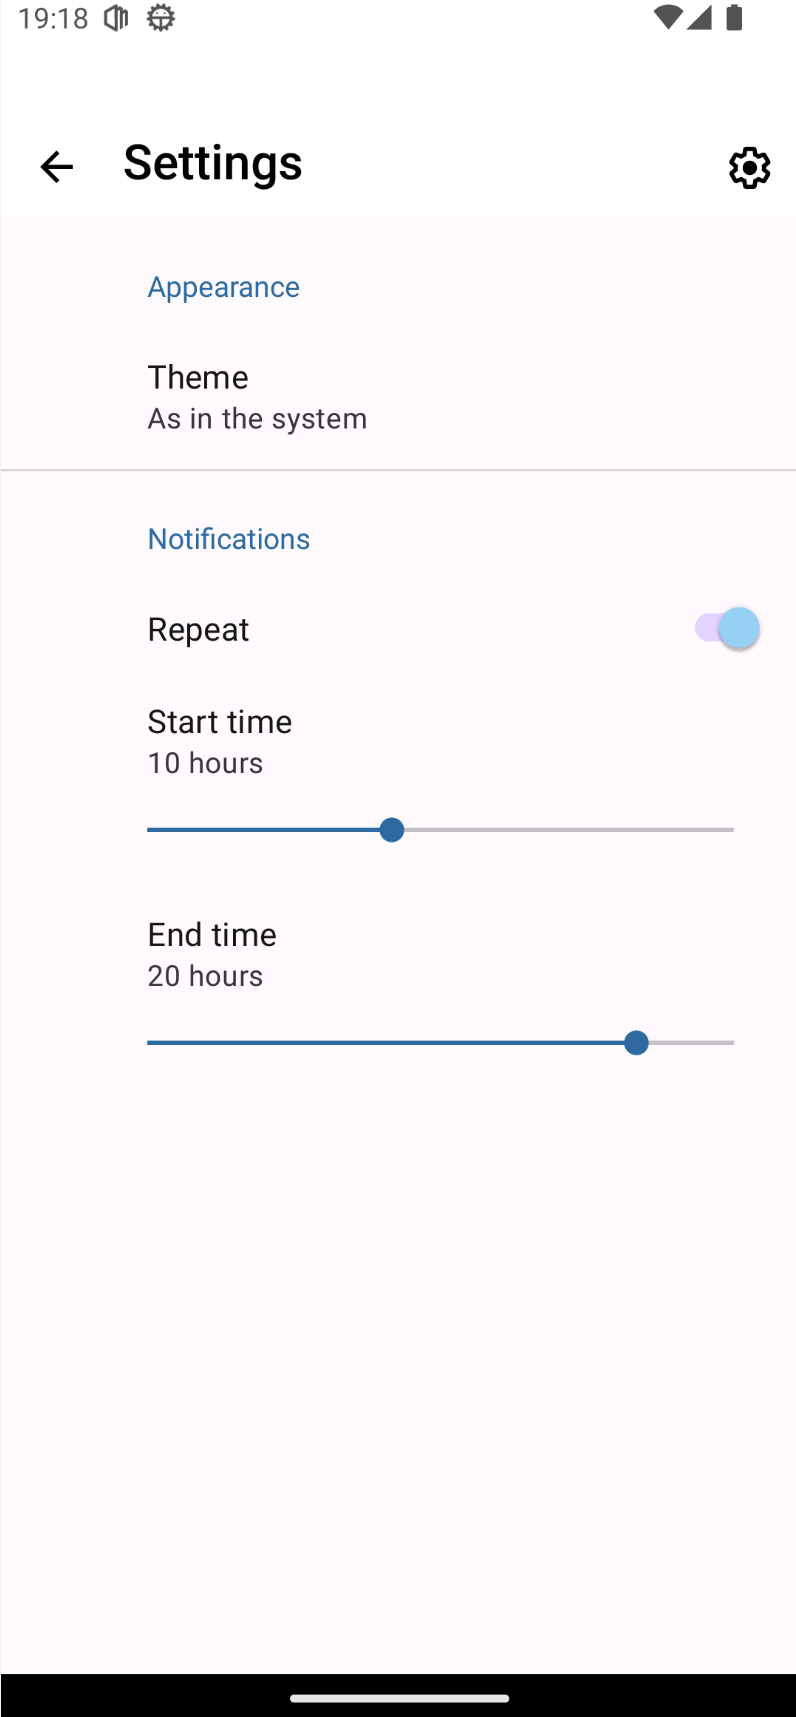 19:18
Settings
Appearance
Theme
As in the system
Notifications
Repeat
Start time
10 hours
End time
20 hours